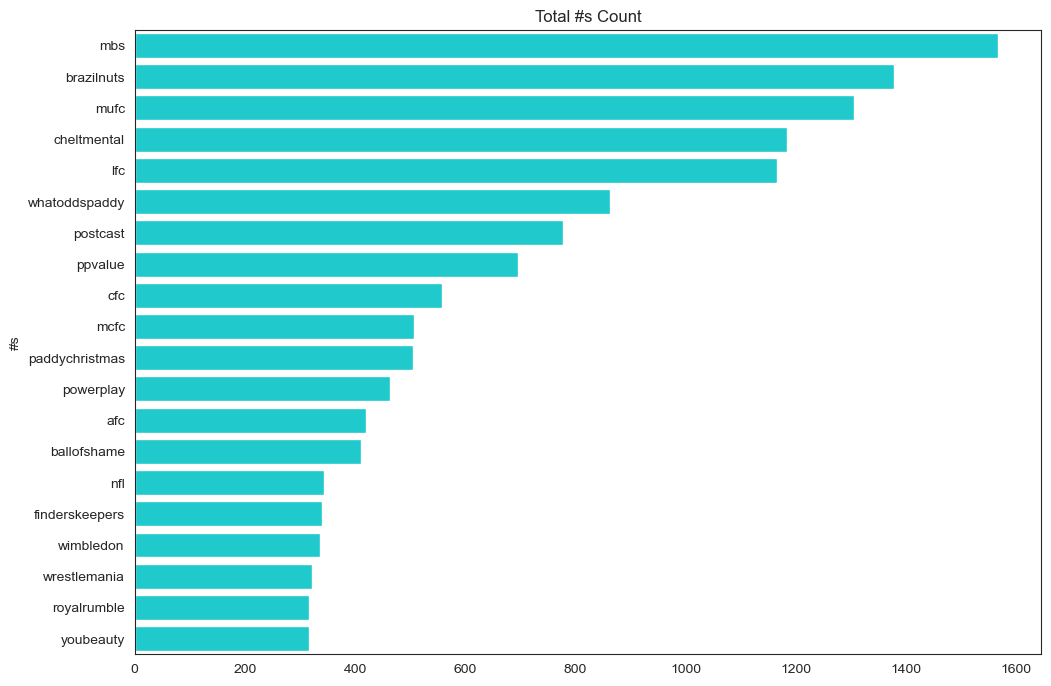 Total #s Count
mbs
brazilnuts
mufc
cheltmental
lfc
whatoddspaddy
postcast
ppvalue
cfc
mcfc
paddychristmas
powerplay
afc
ballofshame
nfl
finderskeepers
wimbledon
wrestlemania
royalrumble
youbeauty
#s
0 200 400 600 800 1000 1200 1400 1600